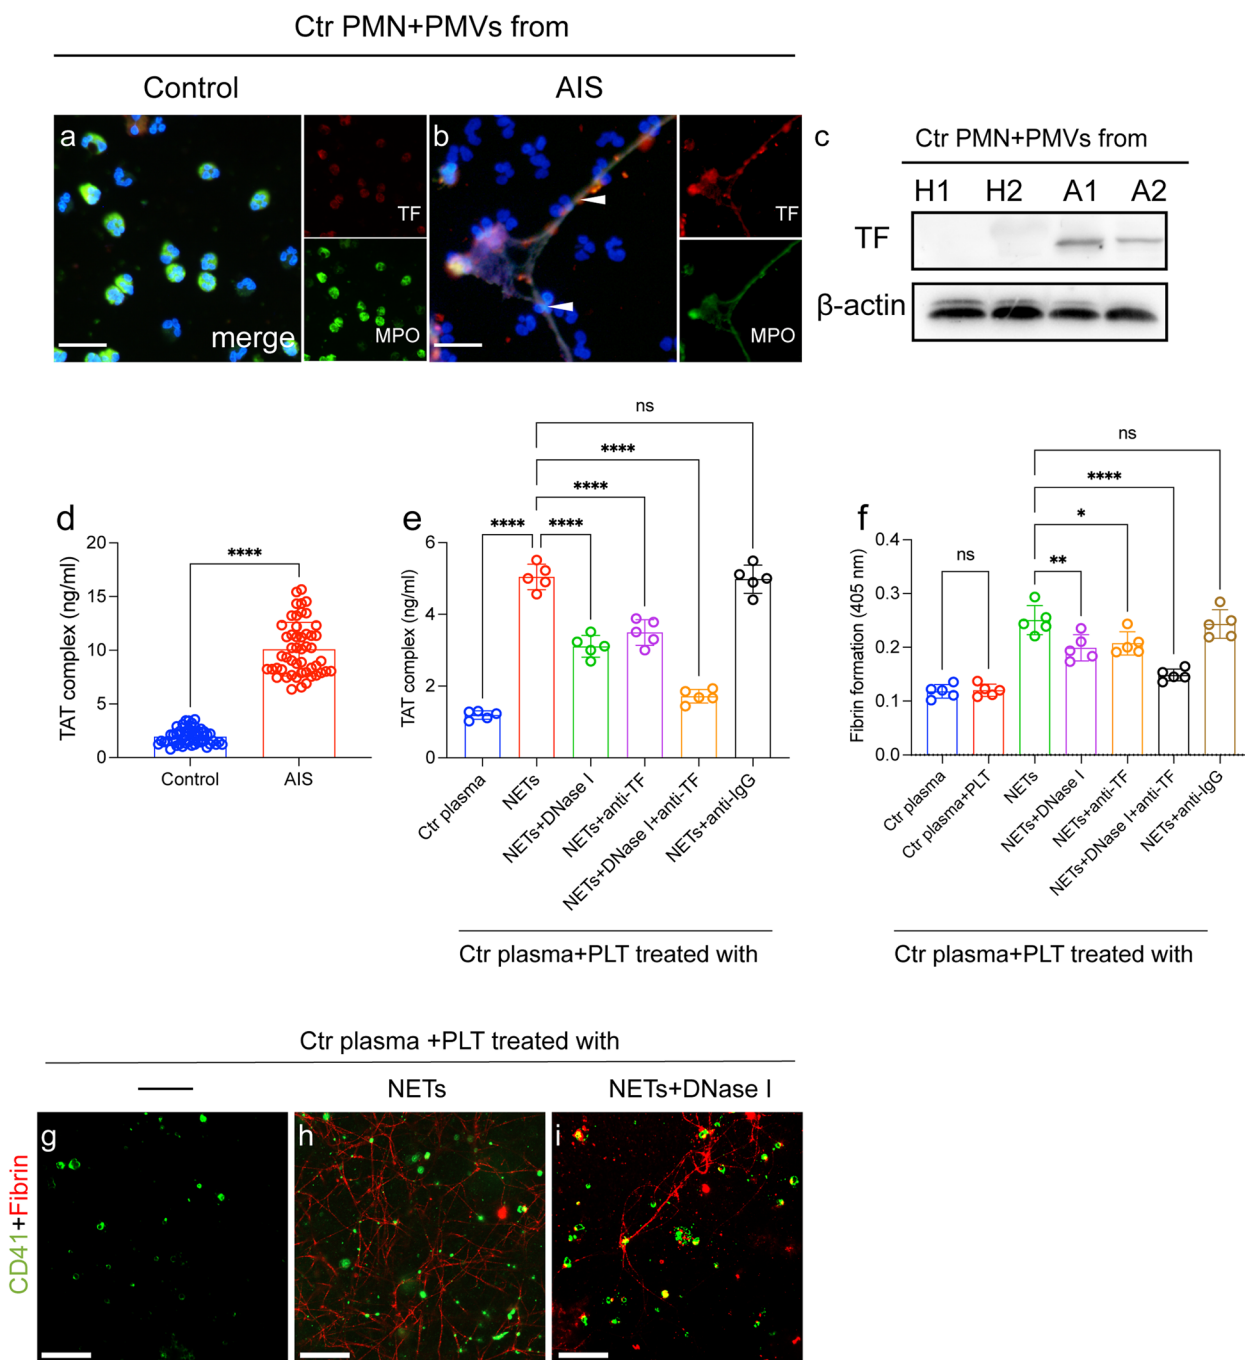 Ctr PMN+PMVs from
Control
AIS
a
merge
TF
MPO
b
TF
MPO
c
Ctr PMN+PMVs from
H1 H2 A1 A2
TF
β-actin
d
TAT complex (ng/ml)
20
15
10
5
0
****
Control
AIS
e
TAT complex (ng/ml)
6
4
2
0
ns
****
****
**** ****
Ctr plasma
NETs
NETs+DNase I
NETs+anti-TF
NETs+DNase I+anti-TF
NETs+anti-IgG
Ctr plasma+PLT treated with
f
Fibrin formation (405 nm)
0.4
0.3
0.2
0.1
0.0
ns
****
*
ns
**
Ctr plasma
Ctr plasma+PLT
NETs
NETs+DNase I
NETs+anti-TF
NETs+DNase I+anti-TF
NETs+anti-IgG
Ctr plasma+PLT treated with
Ctr plasma +PLT treated with
NETs
NETs+DNase I
CD41+Fibrin
g
h
i